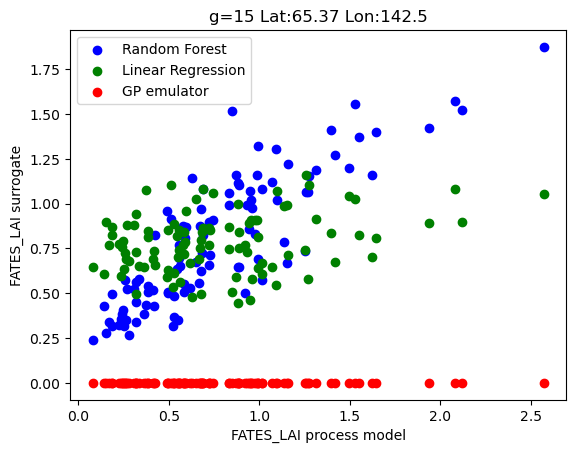 g=15 Lat:65.37 Lon:142.5
Random Forest
Linear Regression
GP emulator
FATES_LAI surrogate
1.75
1.50
1.25
1.00
0.75
0.50
0.25
0.00
0.0 0.5 1.0 1.5 2.0 2.5
FATES_LAI process model